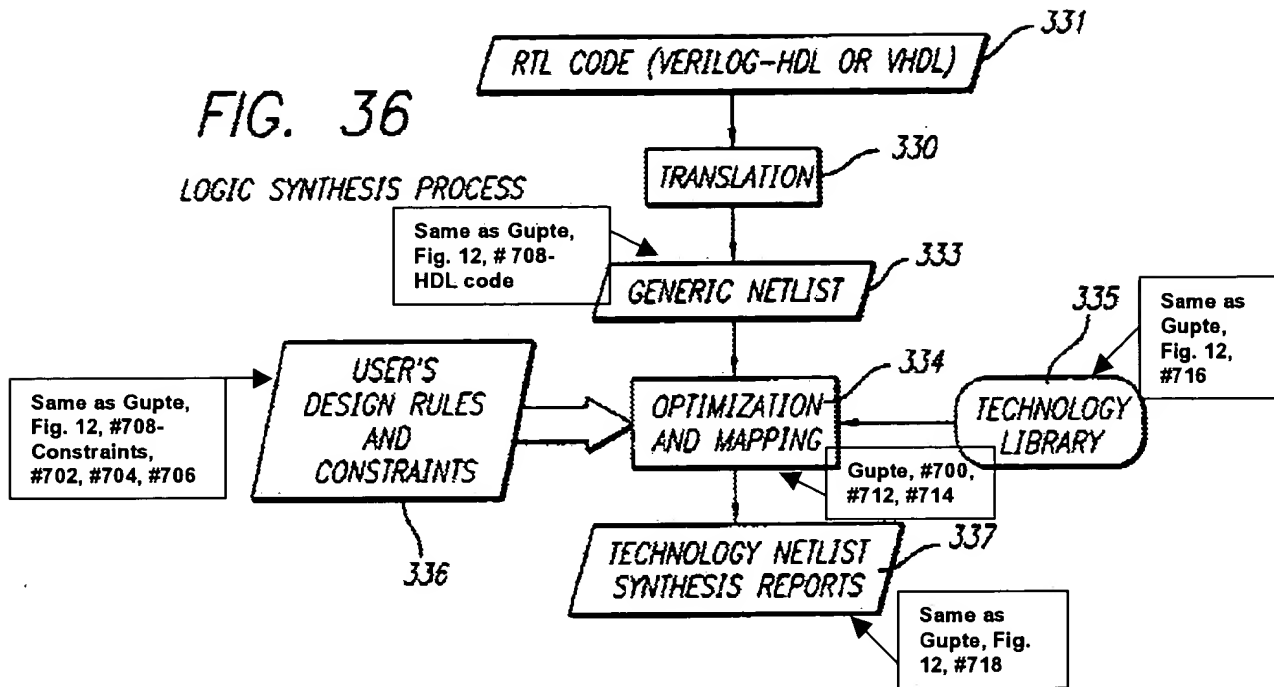 331
RTL CODE (VERILOG-HDL OR VHDL)
FIG. 36
330
TRANSLATION
LOGIC SYNTHESIS PROCESS
Same as Gupte,
Fig. 12, # 708-
HDL code
333
GENERIC NETLIST
335
Same as
Gupte,
Fig. 12,
#716
USER'S
DESIGN RULES
AND
CONSTRAINTS
334
OPTIMIZATION
AND MAPPING
TECHNOLOGY
LIBRARY
Same as Gupte,
Fig. 12, #708-
Constraints,
#702, #704, #706
Gupte, #700,
#712, #714
336
337
TECHNOLOGY NETLIST
SYNTHESIS REPORTS
Same as
Gupte, Fig.
12, #718